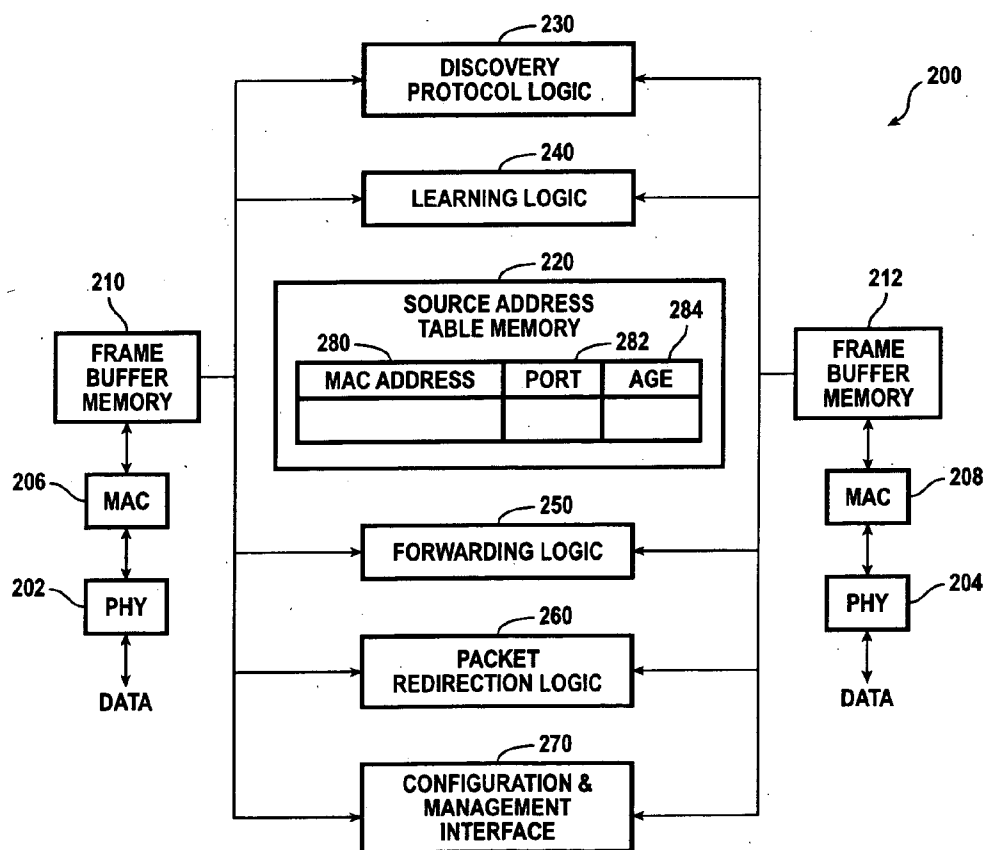 230
DISCOVERY
PROTOCOL LOGIC
200
240
LEARNING LOGIC
220
SOURCE ADDRESS
TABLE MEMORY
280
282
284
MAC ADDRESS PORT AGE
210
FRAME
BUFFER
MEMORY
212
FRAME
BUFFER
MEMORY
206
MAC
208
MAC
250
FORWARDING LOGIC
202
PHY
204
PHY
260
PACKET
REDIRECTION LOGIC
DATA
DATA
270
CONFIGURATION &
MANAGEMENT
INTERFACE